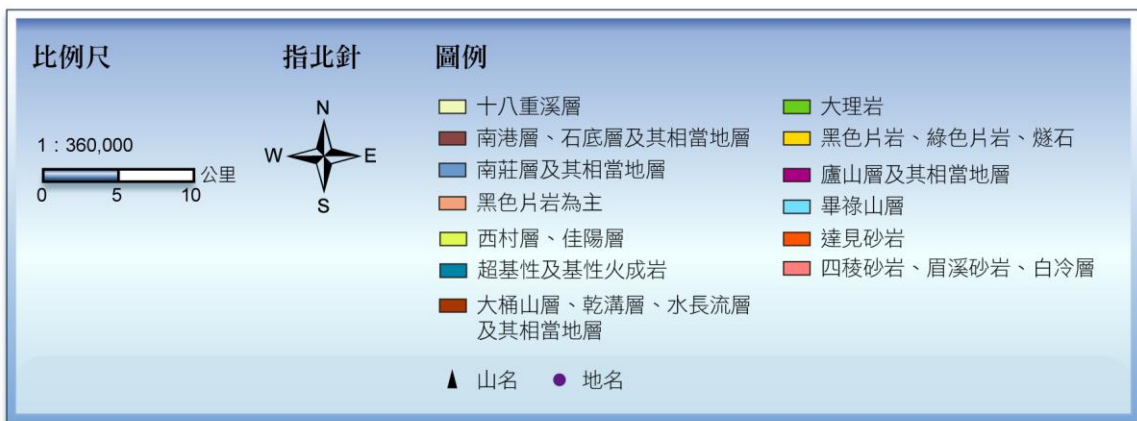 比例尺
1：360,000
0 5 10 公里
指北針
N
W E
S
圖例
十八重溪層
南港層、石底層及其相當地層
南莊層及其相當地層
黑色片岩為主
西村層、佳陽層
超基性及基性火成岩
大桶山層、乾溝層、水長流層
及其相當地層
大理岩
黑色片岩、綠色片岩、燧石
廬山層及其相當地層
畢祿山層
達見砂岩
四稜砂岩、眉溪砂岩、白冷層
山名 地名